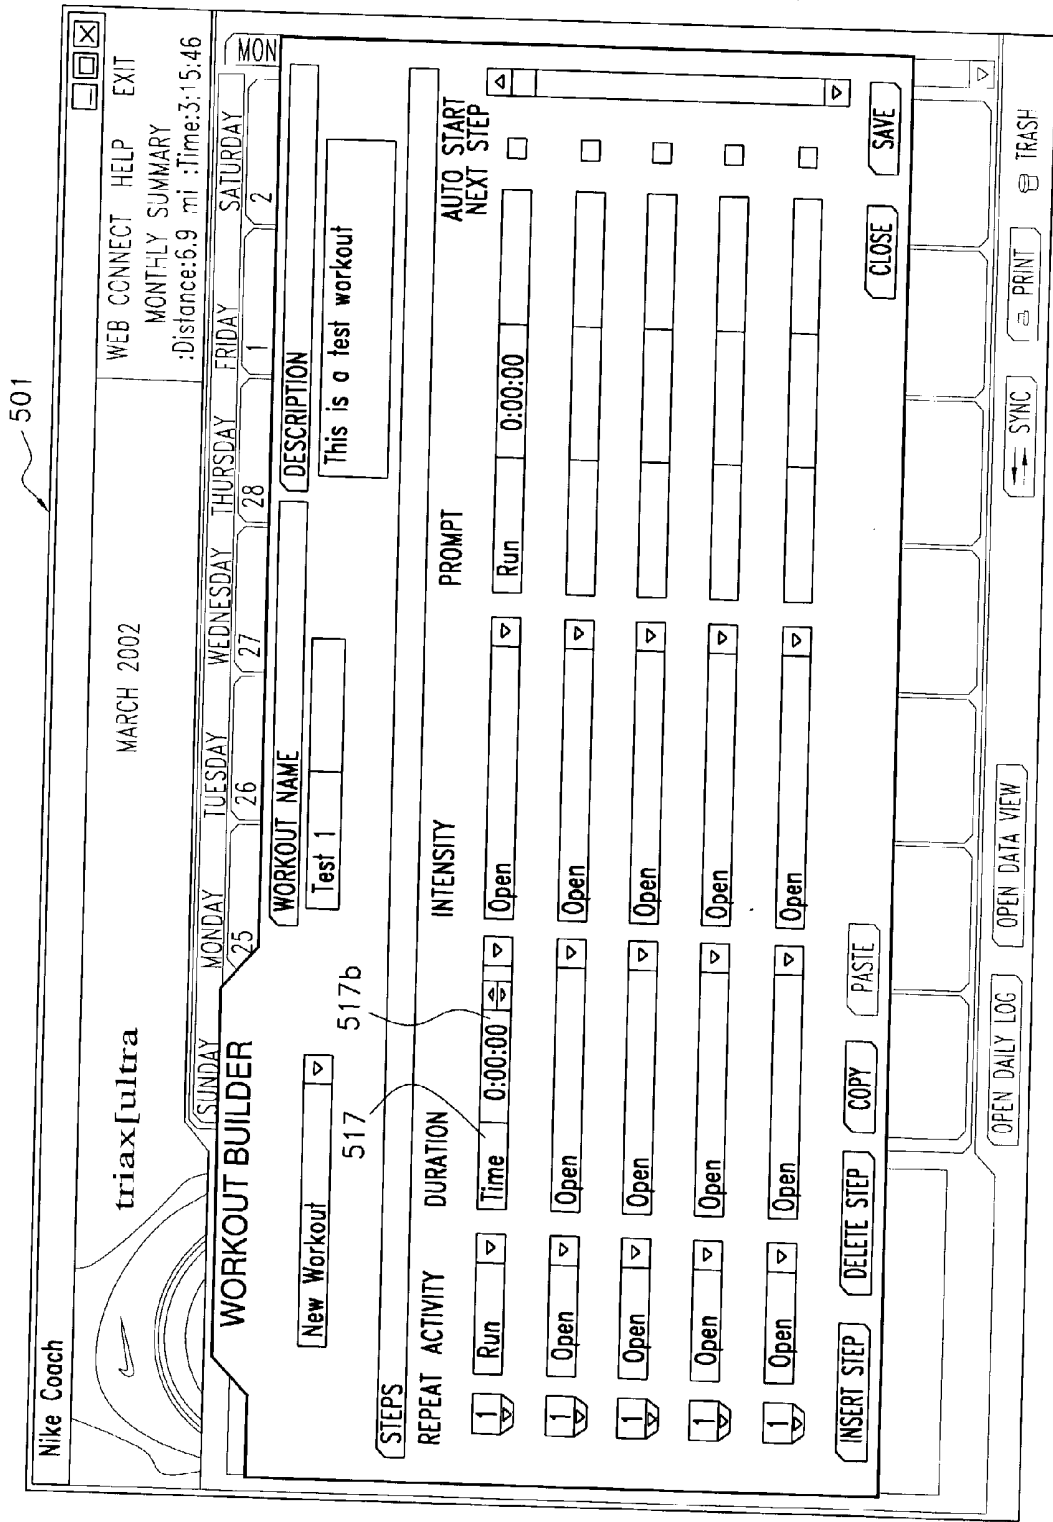 501
Nike Coach
triax[ultra
MARCH 2002
WEB CONNECT HELP EXIT
MONTHLY SUMMARY
:Distance:6.9 mi :Time:3:15:46
SUNDAY MONDAY TUESDAY WEDNESDAY THURSDAY FRIDAY SATURDAY
MON
25 26 27 28 1 2
WORKOUT BUILDER
WORKOUT NAME DESCRIPTION
New Workout Test 1 This is a test workout
517 517b
STEPS
REPEAT ACTIVITY DURATION INTENSITY PROMPT AUTO START
NEXT STEP
1 Run Time 0:00:00 Open Run 0:00:00
1 Open Open Open
1 Open Open Open
1 Open Open Open
1 Open Open Open
INSERT STEP DELETE STEP COPY PASTE CLOSE SAVE
OPEN DAILY LOG OPEN DATA VIEW SYNC PRINT TRASH